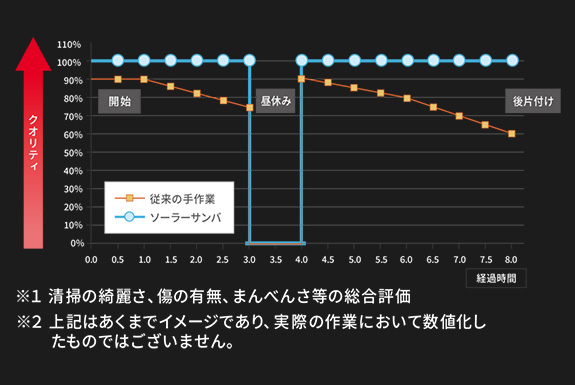 クオリティ
110%
100%
90%
80%
70%
60%
50%
40%
30%
20%
10%
0%
開始
昼休み
後片付け
従来の手作業
ソーラーサンバ
0.0 0.5 1.0 1.5 2.0 2.5 3.0 3.5 4.0 4.5 5.0 5.5 6.0 6.5 7.0 7.5 8.0
経過時間
※1 清掃の綺麗さ、傷の有無、まんべんさ等の総合評価
※2 上記はあくまでイメージであり、実際の作業において数値化し
たものではございません。